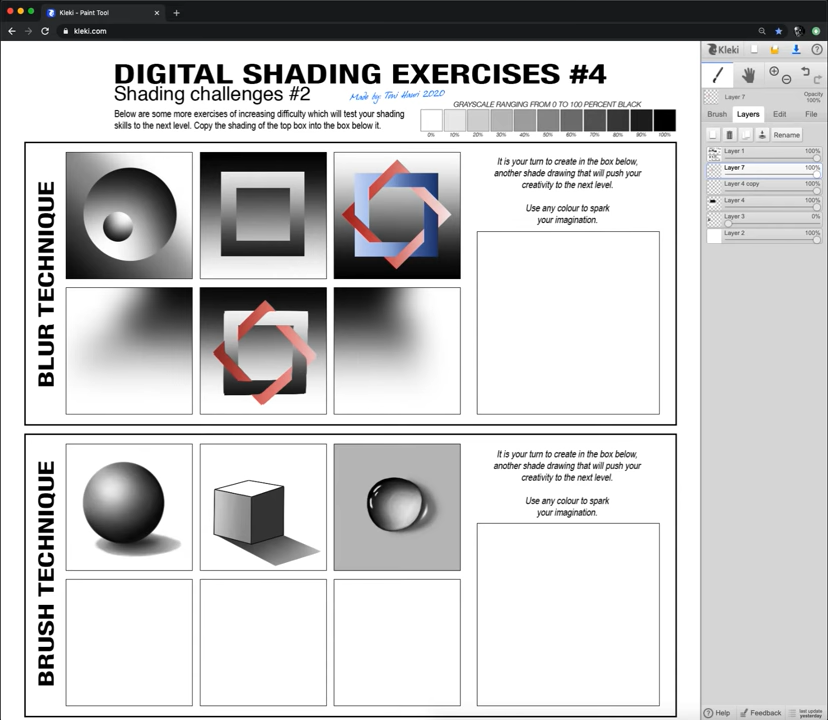 Kleki - Paint Tool
kleki.com
DIGITAL SHADING EXERCISES #4
Shading challenges #2
Made by: Toni Hauri 2020
Below are some more exercises of increasing difficulty which will test your shading
skills to the next level. Copy the shading of the top box into the box below it.
GRAYSCALE RANGING FROM 0 TO 100 PERCENT BLACK
0% 10% 20% 30% 40% 50% 60% 70% 80% 90% 100%
BLUR TECHNIQUE
It is your turn to create in the box below,
another shade drawing that will push your
creativity to the next level.
Use any colour to spark
your imagination.
BRUSH TECHNIQUE
It is your turn to create in the box below,
another shade drawing that will push your
creativity to the next level.
Use any colour to spark
your imagination.
Kleki
Layer 7
Opacity
100%
Brush Layers Edit File
Rename
Layer 1 100%
Layer 7 100%
Layer 4 copy 100%
Layer 4 100%
Layer 3 0%
Layer 2 100%
Help Feedback
last update
yesterday